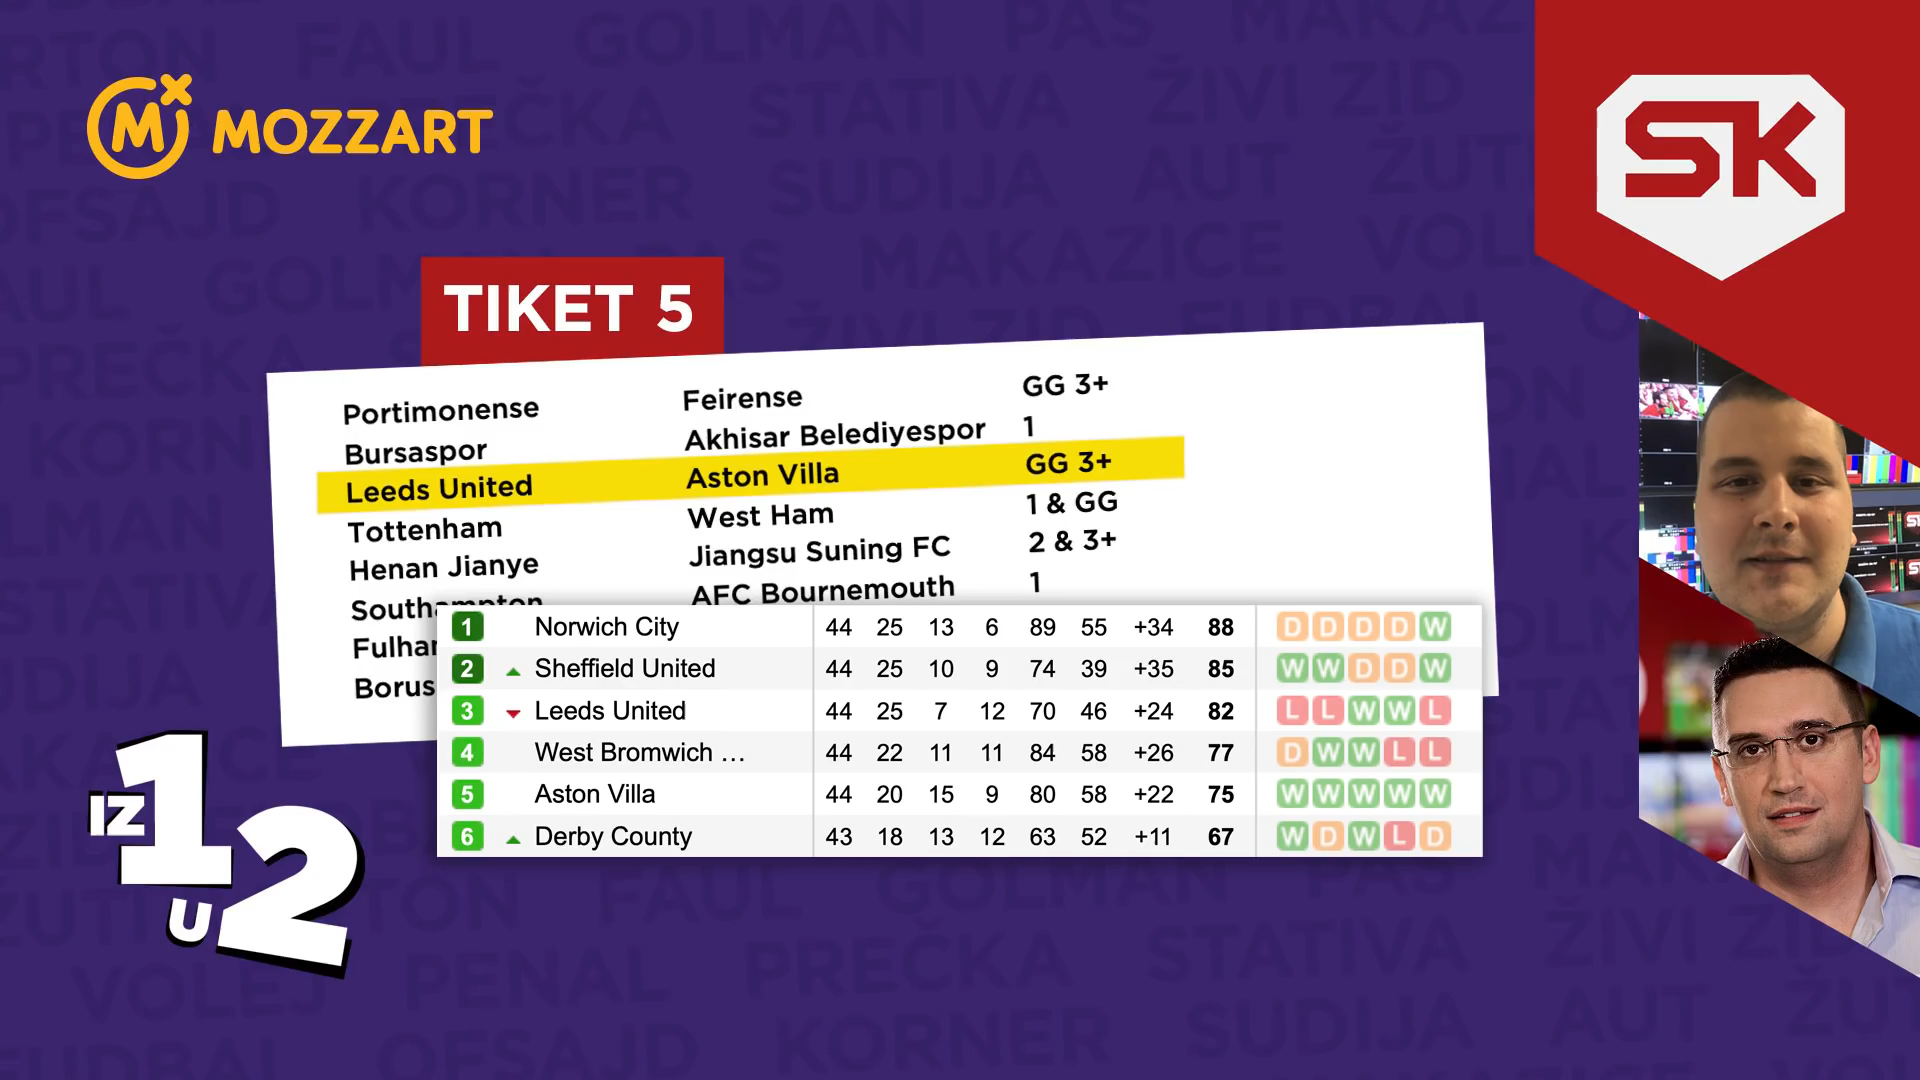 MOZZART
SK
TIKET 5
Portimonense Feirense GG 3+
Bursaspor Akhisar Belediyespor 1
Leeds United Aston Villa GG 3+
Tottenham West Ham 1 & GG
Henan Jianye Jiangsu Suning FC 2 & 3+
Southampton AFC Bournemouth 1
1 Norwich City 44 25 13 6 89 55 +34 88 D D D D W
2 Sheffield United 44 25 10 9 74 39 +35 85 W W D D W
3 Leeds United 44 25 7 12 70 46 +24 82 L L W W L
4 West Bromwich ... 44 22 11 11 84 58 +26 77 D W W L L
5 Aston Villa 44 20 15 9 80 58 +22 75 W W W W W
6 Derby County 43 18 13 12 63 52 +11 67 W D W L D
IZ 1 U 2